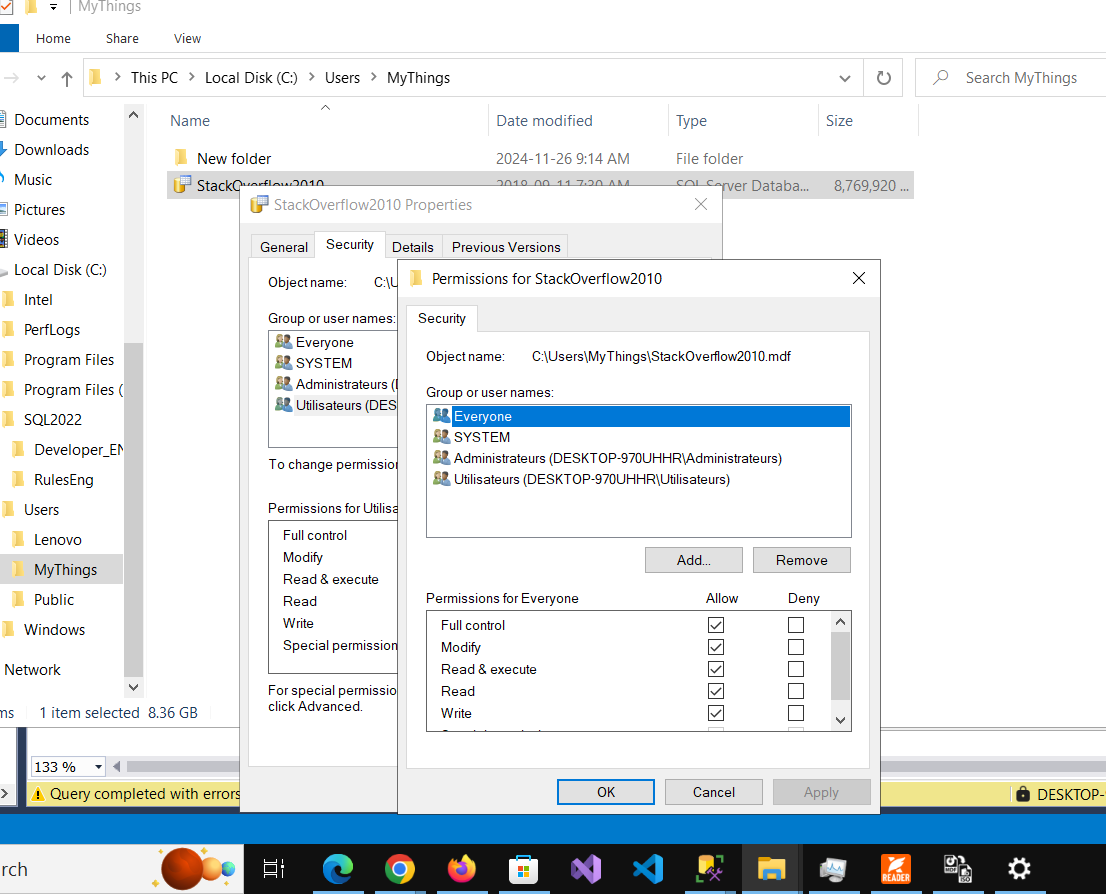 MyThings
Home Share View
This PC > Local Disk (C:) > Users > MyThings
Search MyThings
Name Date modified Type Size
New folder 2024-11-26 9:14 AM File folder
StackOverflow2010 2018-09-11 7:30 AM SQL Server Databa... 8,769,920 ...
Documents
Downloads
Music
Pictures
Videos
Local Disk (C:)
Intel
PerfLogs
Program Files
Program Files (
SQL2022
Developer_EN
RulesEng
Users
Lenovo
MyThings
Public
Windows
Network
ms 1 item selected 8.36 GB
StackOverflow2010 Properties
General Security Details Previous Versions
Object name: C:\U
Group or user names:
Everyone
SYSTEM
Administrateurs (D
Utilisateurs (DES
To change permission
Permissions for Utilisa
Full control
Modify
Read & execute
Read
Write
Special permission
For special permissio
click Advanced.
Permissions for StackOverflow2010
Security
Object name: C:\Users\MyThings\StackOverflow2010.mdf
Group or user names:
Everyone
SYSTEM
Administrateurs (DESKTOP-970UHHR\Administrateurs)
Utilisateurs (DESKTOP-970UHHR\Utilisateurs)
Add... Remove
Permissions for Everyone Allow Deny
Full control
Modify
Read & execute
Read
Write
OK Cancel Apply
133 %
Query completed with errors
DESKTOP-
rch
READER
MDF
ISO